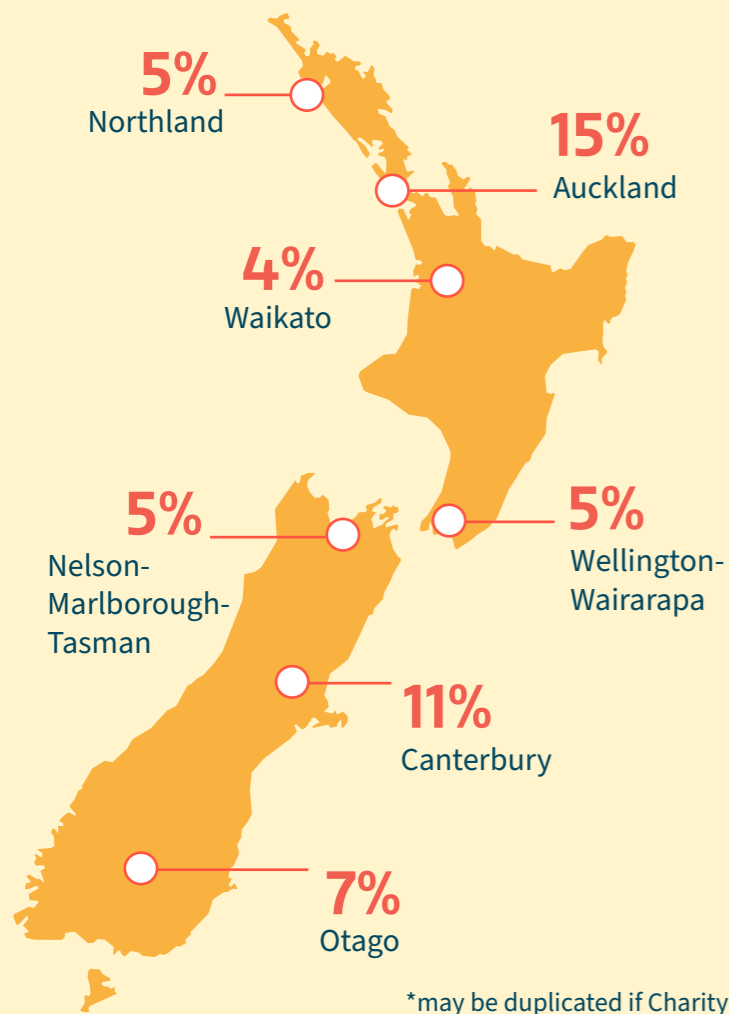 5%
Northland
15%
Auckland
4%
Waikato
5%
Nelson-
Marlborough-
Tasman
5%
Wellington-
Wairarapa
11%
Canterbury
7%
Otago
*may be duplicated if Charity